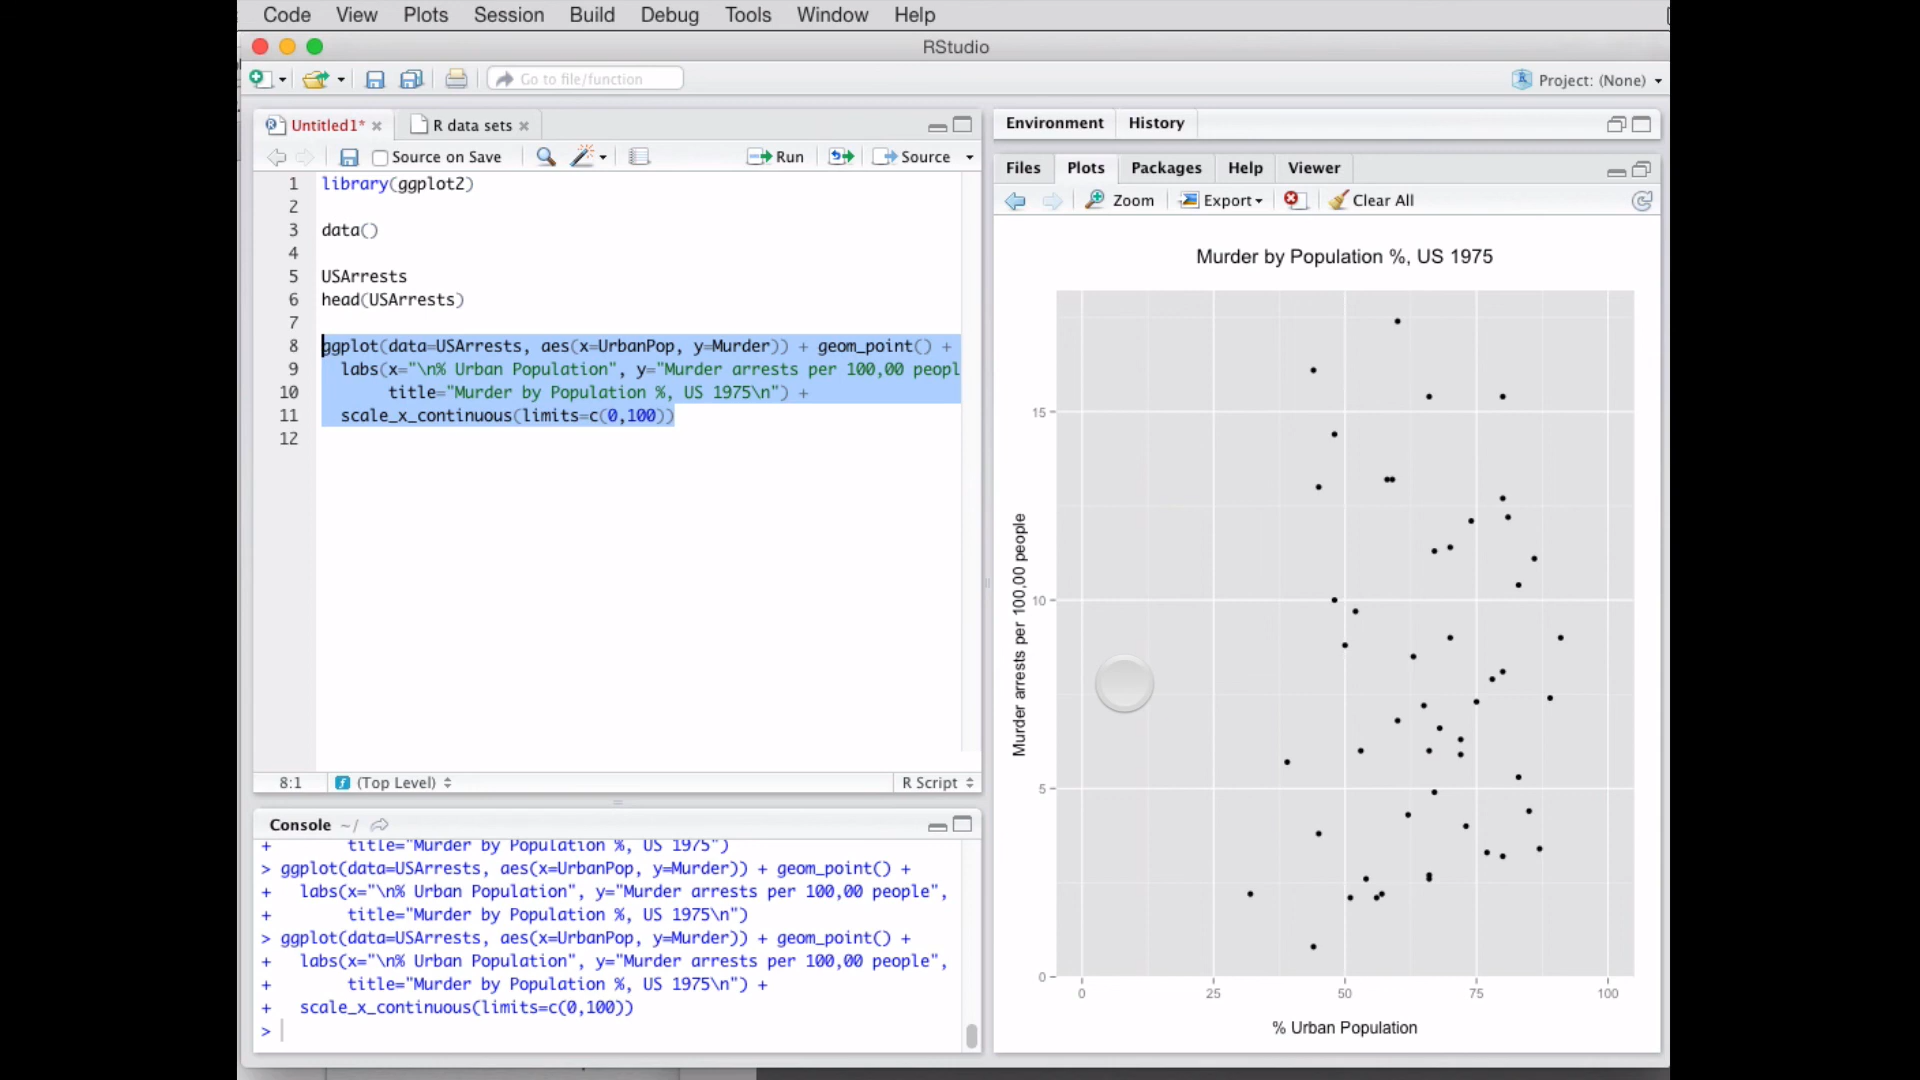 Code View Plots Session Build Debug Tools Window Help
RStudio
Go to file/function
Project: (None)
Untitled1* R data sets
Source on Save Run Source
1 library(ggplot2)
2
3 data()
4
5 USArrests
6 head(USArrests)
7
8 ggplot(data=USArrests, aes(x=UrbanPop, y=Murder)) + geom_point() +
9 labs(x="\n% Urban Population", y="Murder arrests per 100,00 peopl
10 title="Murder by Population %, US 1975\n") +
11 scale_x_continuous(limits=c(0,100))
12
8:1 (Top Level) R Script
Console ~/
+ title="Murder by Population %, US 1975")
> ggplot(data=USArrests, aes(x=UrbanPop, y=Murder)) + geom_point() +
+ labs(x="\n% Urban Population", y="Murder arrests per 100,00 people",
+ title="Murder by Population %, US 1975\n")
> ggplot(data=USArrests, aes(x=UrbanPop, y=Murder)) + geom_point() +
+ labs(x="\n% Urban Population", y="Murder arrests per 100,00 people",
+ title="Murder by Population %, US 1975\n") +
+ scale_x_continuous(limits=c(0,100))
>
Environment History
Files Plots Packages Help Viewer
Zoom Export Clear All
Murder by Population %, US 1975
Murder arrests per 100,00 people
15
10
5
0
0 25 50 75 100
% Urban Population